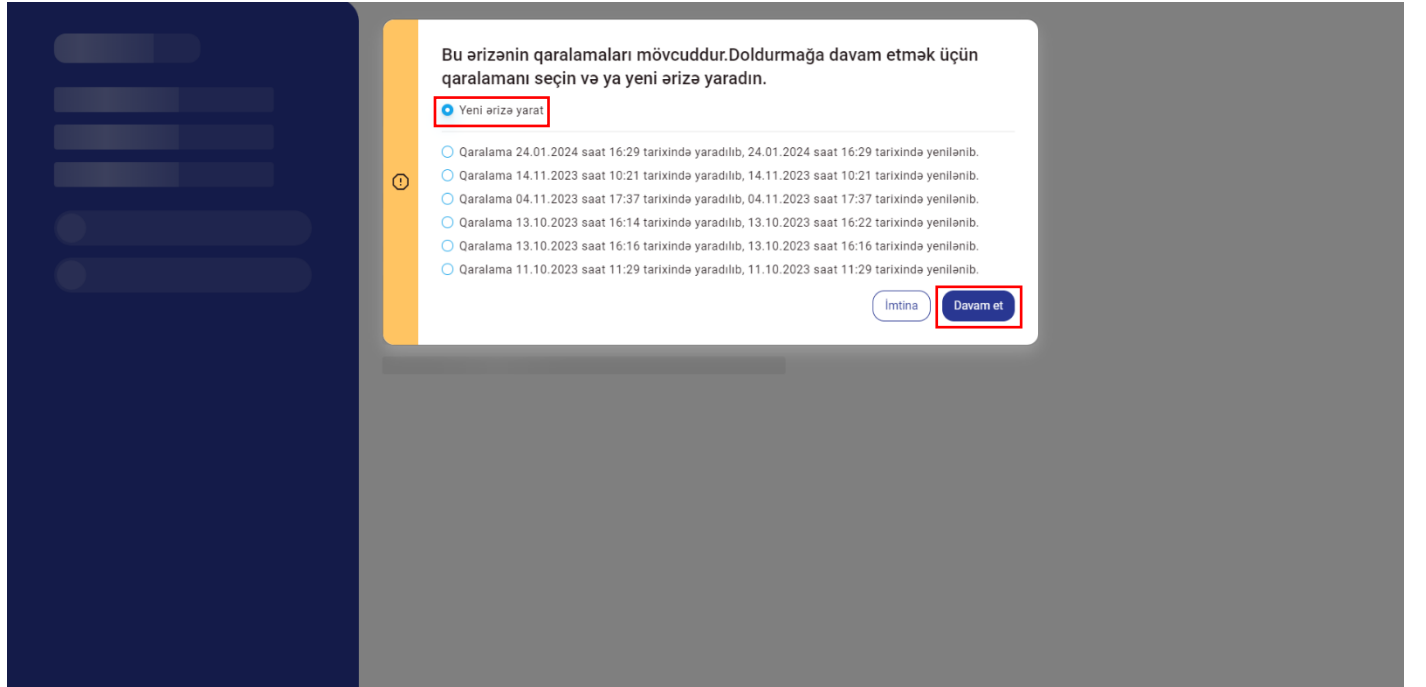 Bu ərizənin qaralamaları mövcuddur.Doldurmağa davam etmək üçün
qaralamanı seçin və ya yeni ərizə yaradın.
Yeni ərizə yarat
Qaralama 24.01.2024 saat 16:29 tarixində yaradılıb, 24.01.2024 saat 16:29 tarixində yenilənib.
Qaralama 14.11.2023 saat 10:21 tarixində yaradılıb, 14.11.2023 saat 10:21 tarixində yenilənib.
Qaralama 04.11.2023 saat 17:37 tarixində yaradılıb, 04.11.2023 saat 17:37 tarixində yenilənib.
Qaralama 13.10.2023 saat 16:14 tarixində yaradılıb, 13.10.2023 saat 16:22 tarixində yenilənib.
Qaralama 13.10.2023 saat 16:16 tarixində yaradılıb, 13.10.2023 saat 16:16 tarixində yenilənib.
Qaralama 11.10.2023 saat 11:29 tarixində yaradılıb, 11.10.2023 saat 11:29 tarixində yenilənib.
İmtina Davam et